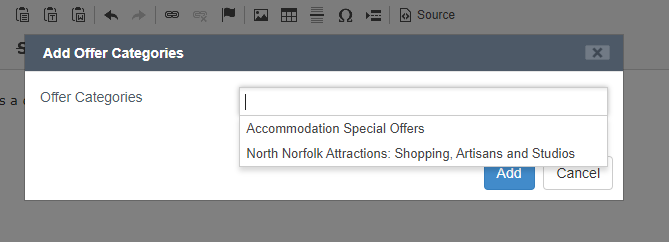 Source
S
s a c
Add Offer Categories
Offer Categories
Accommodation Special Offers
North Norfolk Attractions: Shopping, Artisans and Studios
Add
Cancel